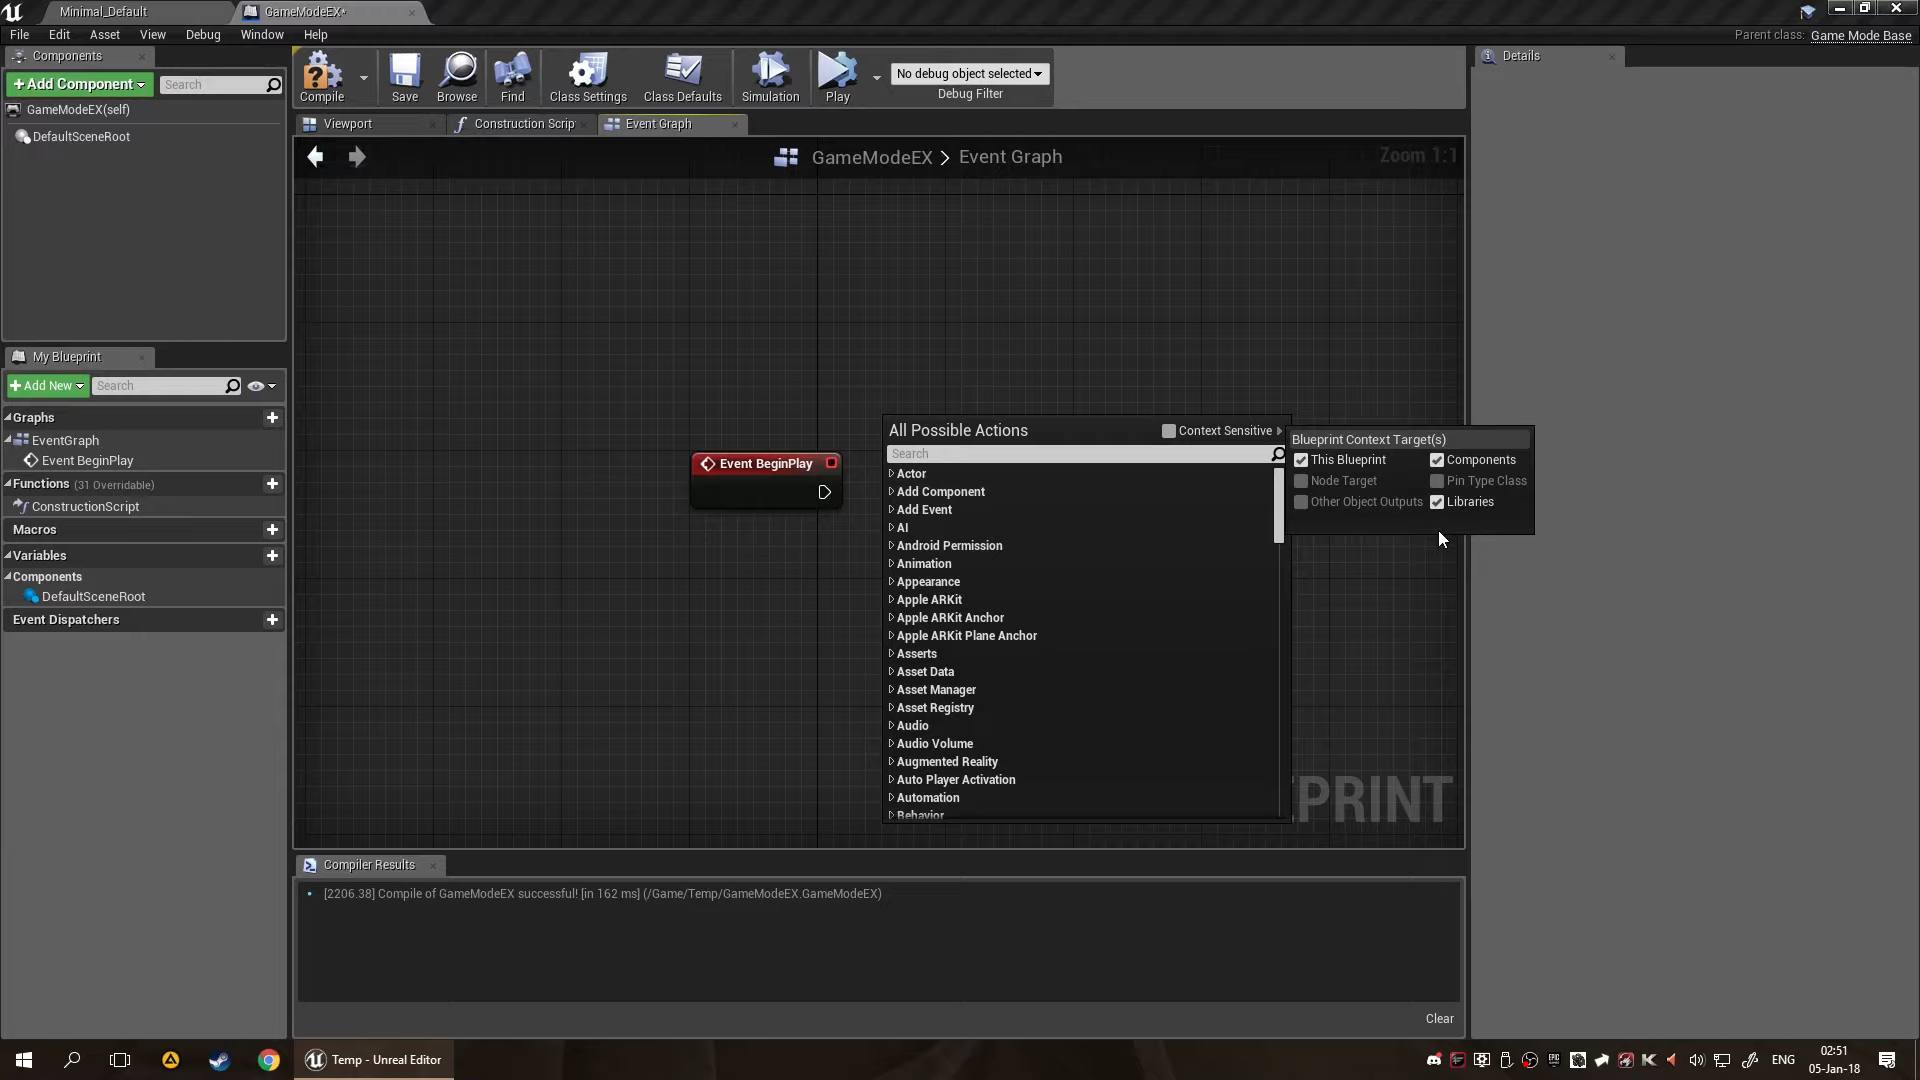 Minimal_Default
GameModeEX*
File Edit Asset View Debug Window Help
Parent class: Game Mode Base
Components
+Add Component
Search
GameModeEX(self)
DefaultSceneRoot
Compile
Save
Browse
Find
Class Settings
Class Defaults
Simulation
Play
No debug object selected
Debug Filter
Details
Viewport
Construction Scrip
Event Graph
GameModeEX > Event Graph
Zoom 1:1
My Blueprint
+Add New
Search
Graphs
EventGraph
Event BeginPlay
Functions (31 Overridable)
ConstructionScript
Macros
Variables
Components
DefaultSceneRoot
Event Dispatchers
Event BeginPlay
All Possible Actions
Context Sensitive
Search
Actor
Add Component
Add Event
AI
Android Permission
Animation
Appearance
Apple ARKit
Apple ARKit Anchor
Apple ARKit Plane Anchor
Asserts
Asset Data
Asset Manager
Asset Registry
Audio
Audio Volume
Augmented Reality
Auto Player Activation
Automation
Behavior
Blueprint Context Target(s)
This Blueprint
Components
Node Target
Pin Type Class
Other Object Outputs
Libraries
PRINT
Compiler Results
[2206.38] Compile of GameModeEX successful! [in 162 ms] (/Game/Temp/GameModeEX.GameModeEX)
Clear
Temp - Unreal Editor
ENG
02:51
05-Jan-18